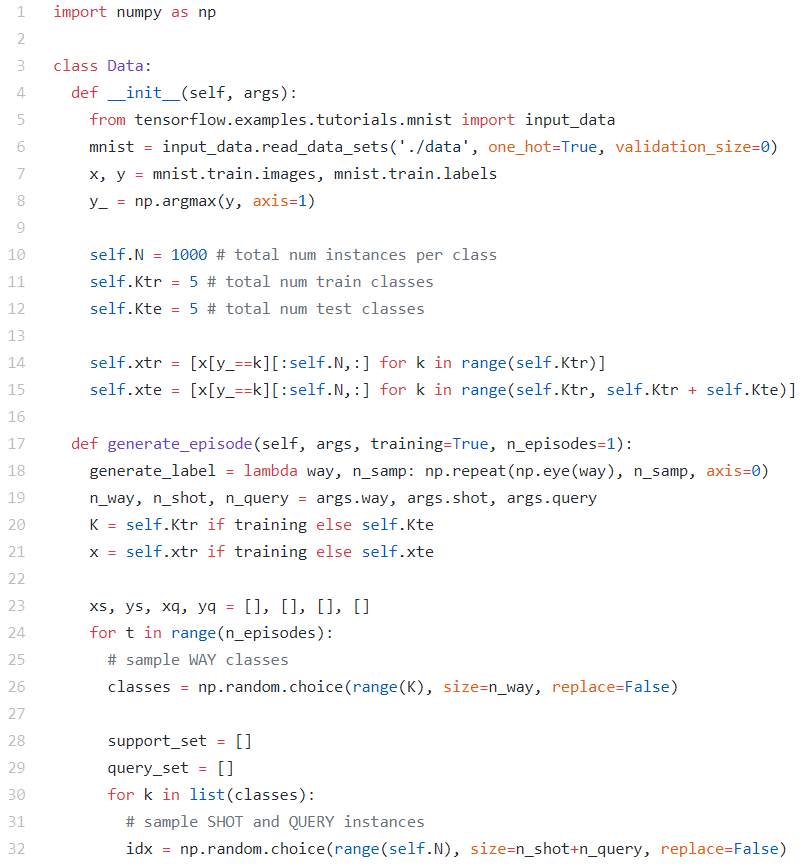 1 import numpy as np
2
3 class Data:
4   def __init__(self, args):
5     from tensorflow.examples.tutorials.mnist import input_data
6     mnist = input_data.read_data_sets('./data', one_hot=True, validation_size=0)
7     x, y = mnist.train.images, mnist.train.labels
8     y_ = np.argmax(y, axis=1)
9
10     self.N = 1000 # total num instances per class
11     self.Ktr = 5 # total num train classes
12     self.Kte = 5 # total num test classes
13
14     self.xtr = [x[y_==k][:self.N,:] for k in range(self.Ktr)]
15     self.xte = [x[y_==k][:self.N,:] for k in range(self.Ktr, self.Ktr + self.Kte)]
16
17   def generate_episode(self, args, training=True, n_episodes=1):
18     generate_label = lambda way, n_samp: np.repeat(np.eye(way), n_samp, axis=0)
19     n_way, n_shot, n_query = args.way, args.shot, args.query
20     K = self.Ktr if training else self.Kte
21     x = self.xtr if training else self.xte
22
23     xs, ys, xq, yq = [], [], [], []
24     for t in range(n_episodes):
25       # sample WAY classes
26       classes = np.random.choice(range(K), size=n_way, replace=False)
27
28       support_set = []
29       query_set = []
30       for k in list(classes):
31         # sample SHOT and QUERY instances
32         idx = np.random.choice(range(self.N), size=n_shot+n_query, replace=False)